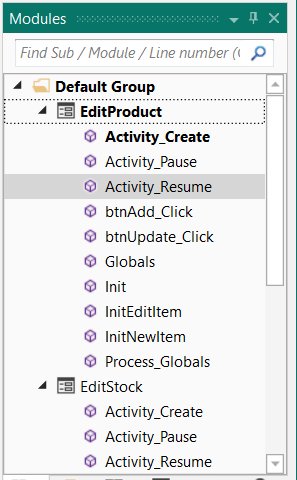 Modules
Find Sub / Module / Line number (
Default Group
EditProduct
Activity_Create
Activity_Pause
Activity_Resume
btnAdd_Click
btnUpdate_Click
Globals
Init
InitEditItem
InitNewItem
Process_Globals
EditStock
Activity_Create
Activity_Pause
Activity_Resume